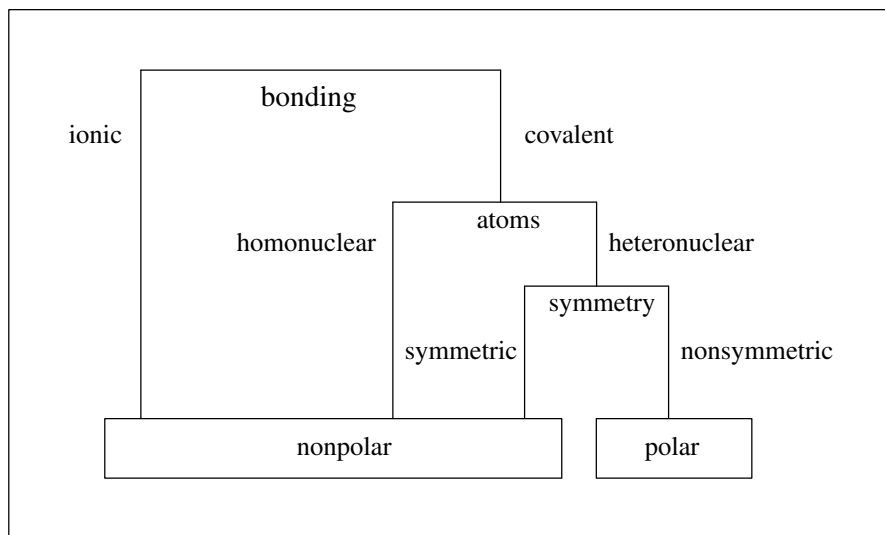 bonding
ionic
covalent
atoms
homonuclear
heteronuclear
symmetry
symmetric
nonsymmetric
nonpolar
polar